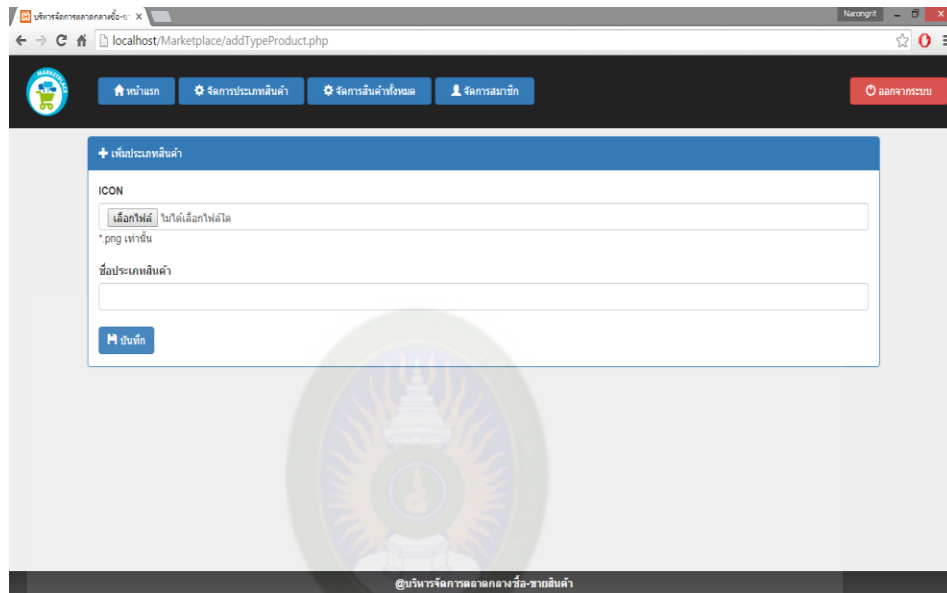 บริหารจัดการตลาดกลางซื้อ-ข
Narongrit
localhost/Marketplace/addTypeProduct.php
MARKETPLACE
หน้าแรก
จัดการประเภทสินค้า
จัดการสินค้าทั้งหมด
จัดการสมาชิก
ออกจากระบบ
เพิ่มประเภทสินค้า
ICON
เลือกไฟล์ ไม่ได้เลือกไฟล์ใด
*.png เท่านั้น
ชื่อประเภทสินค้า
บันทึก
@บริหารจัดการตลาดกลางซื้อ-ขายสินค้า